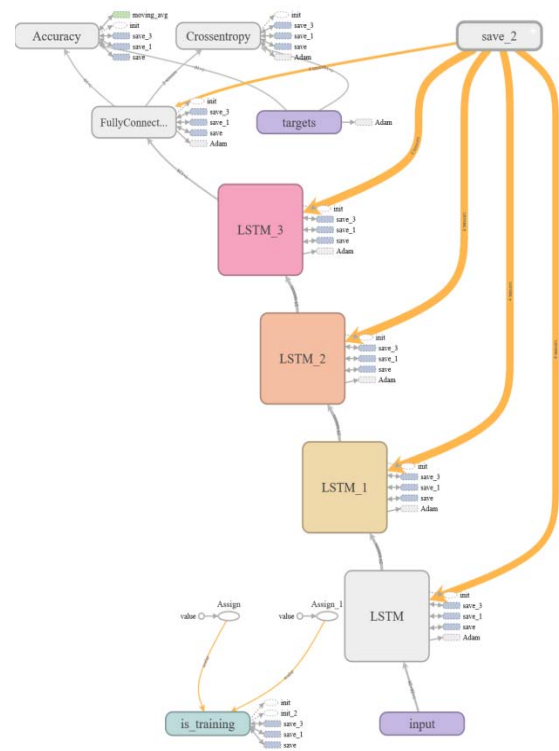 moving_avg
init
Accuracy
save_3
save_1
save
init
Crossentropy
save_3
save_1
save
Adam
save_2
init
save_3
FullyConnect...
save_1
save
Adam
targets
Adam
init
LSTM_3
save_3
save_1
save
Adam
init
LSTM_2
save_3
save_1
save
Adam
init
LSTM_1
save_3
save_1
save
Adam
init
LSTM
save_3
save_1
save
Adam
Assign
value
Assign_1
value
init
init_2
is_training
save_3
save_1
save
input